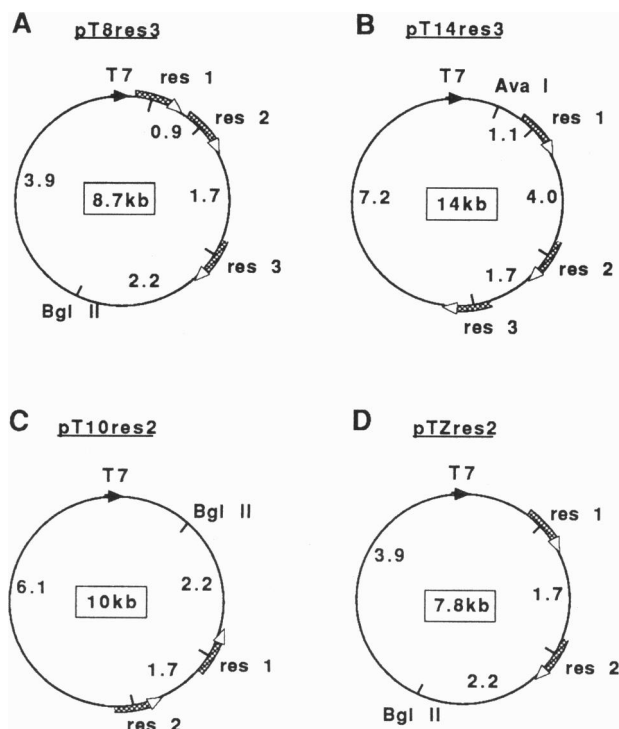 A
pT8res3
T7
res 1
0.9
res 2
3.9
8.7kb
1.7
2.2
res 3
Bgl II
B
pT14res3
T7
Ava I
1.1
res 1
7.2
14kb
4.0
1.7
res 2
res 3
C
pT10res2
T7
Bgl II
6.1
10kb
2.2
1.7
res 1
res 2
D
pTZres2
T7
res 1
3.9
7.8kb
1.7
res 2
2.2
Bgl II